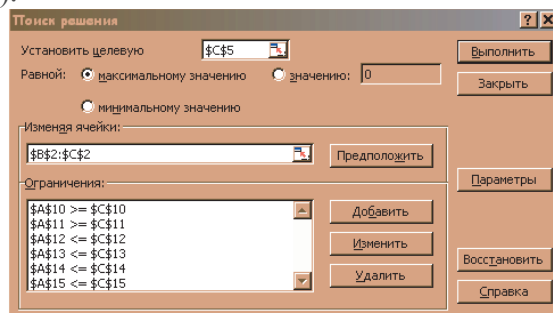 ).
Поиск решения
Установить целевую $C$5 Выполнить
Равной: максимальному значению значению: 0 Закрыть
минимальному значению
Изменяя ячейки:
$B$2:$C$2 Предположить
Ограничения: Параметры
$A$10 >= $C$10 Добавить
$A$11 >= $C$11
$A$12 <= $C$12 Изменить
$A$13 <= $C$13 Восстановить
$A$14 <= $C$14 Удалить
$A$15 <= $C$15 Справка